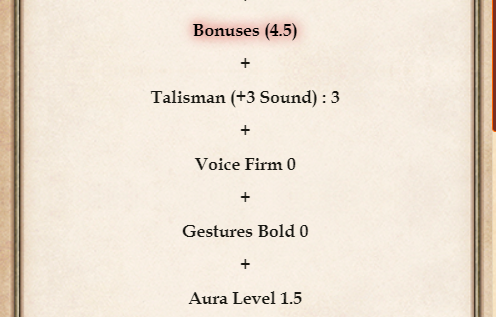 Bonuses (4.5)
+
Talisman (+3 Sound) : 3
+
Voice Firm 0
+
Gestures Bold 0
+
Aura Level 1.5